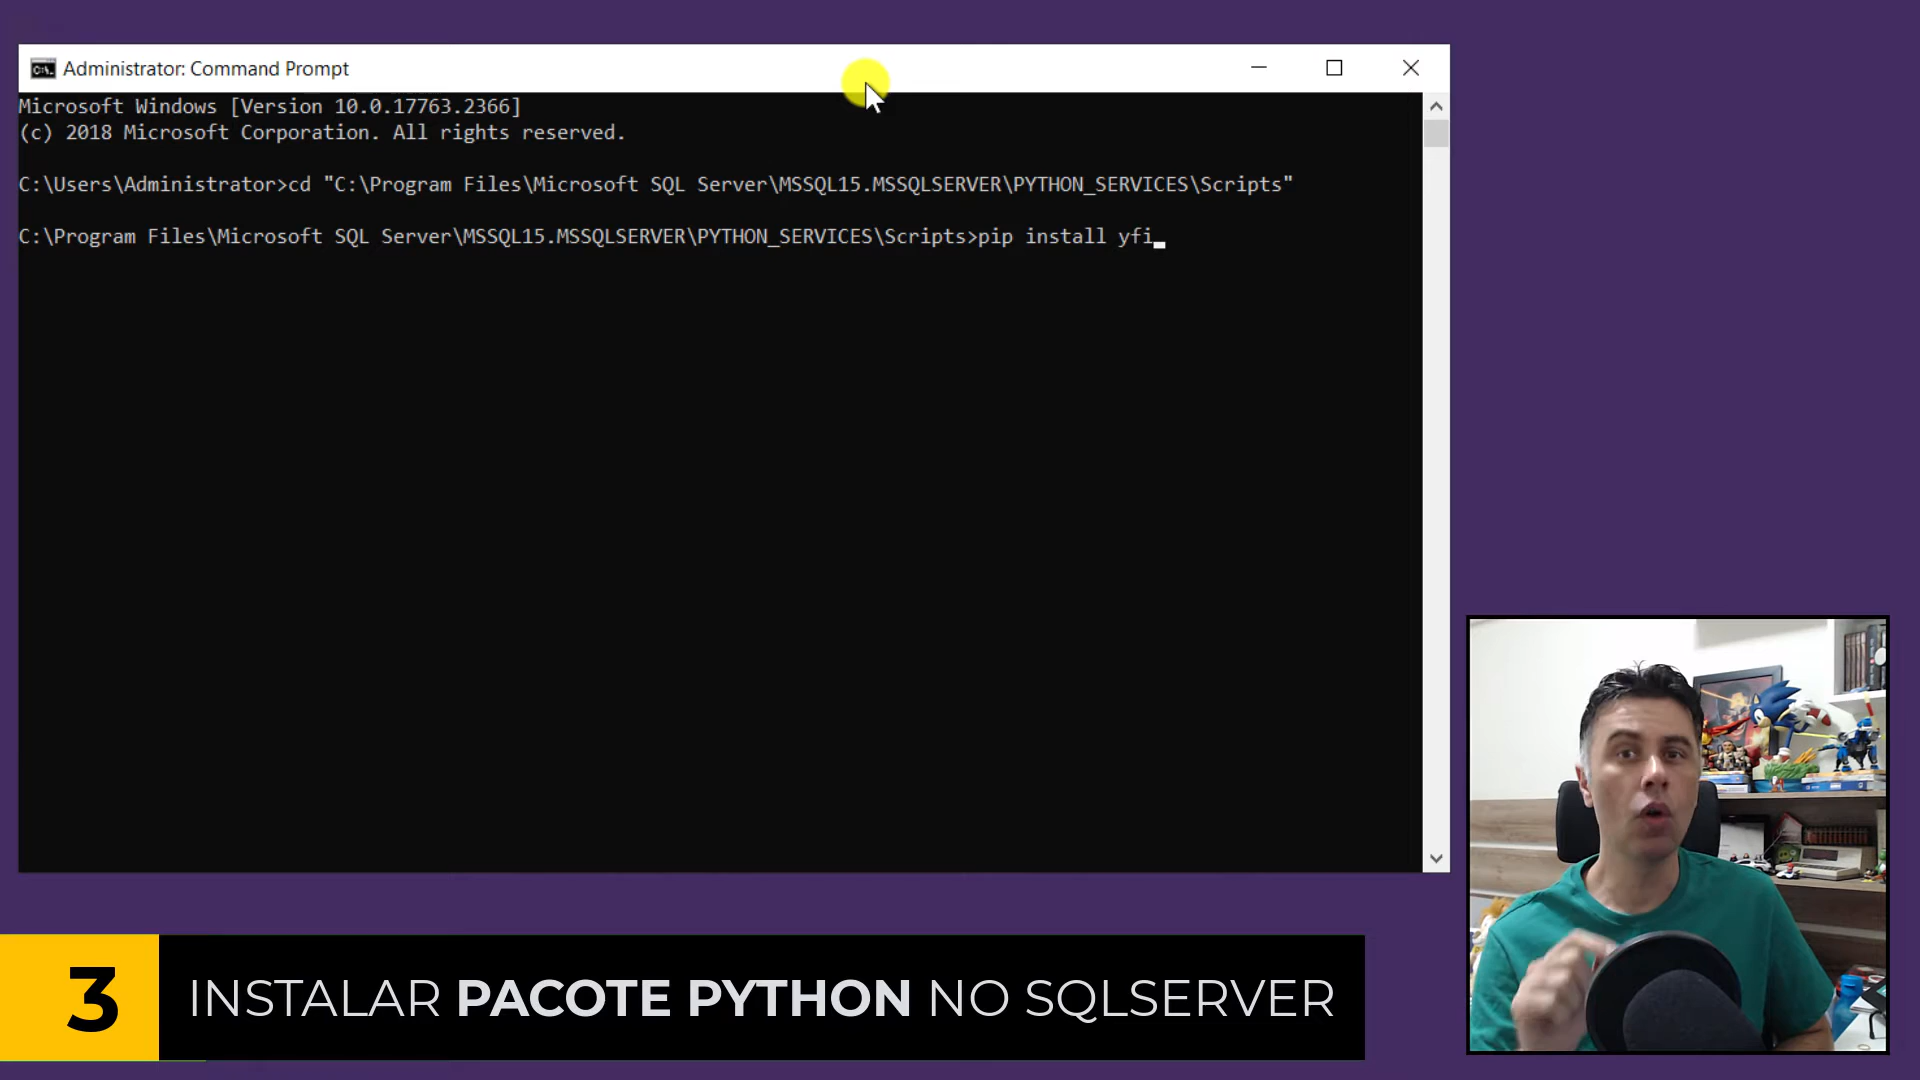 Administrator: Command Prompt
Microsoft Windows [Version 10.0.17763.2366]
(c) 2018 Microsoft Corporation. All rights reserved.
C:\Users\Administrator>cd "C:\Program Files\Microsoft SQL Server\MSSQL15.MSSQLSERVER\PYTHON_SERVICES\Scripts"
C:\Program Files\Microsoft SQL Server\MSSQL15.MSSQLSERVER\PYTHON_SERVICES\Scripts>pip install yfi
3 INSTALAR PACOTE PYTHON NO SQLSERVER